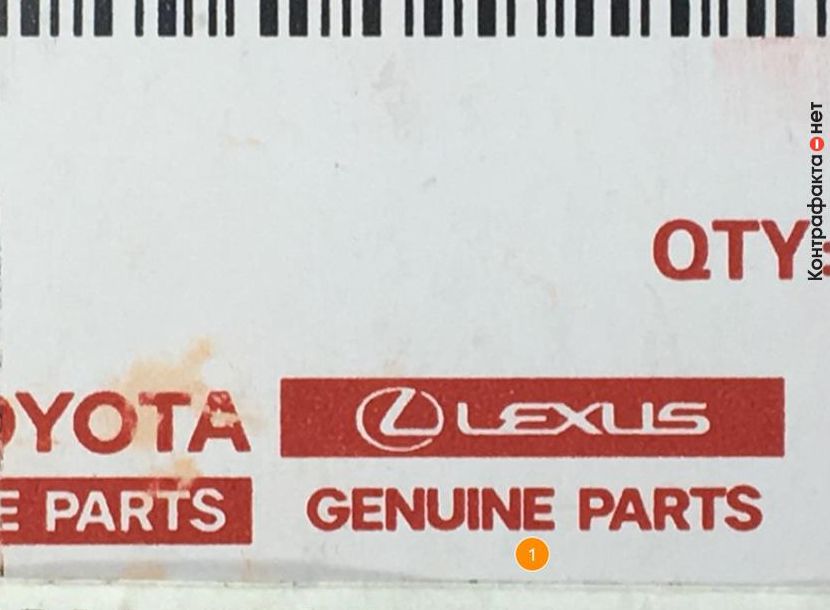 QTY:
OYOTA
LEXUS
E PARTS
GENUINE PARTS
1
Контрафакта нет